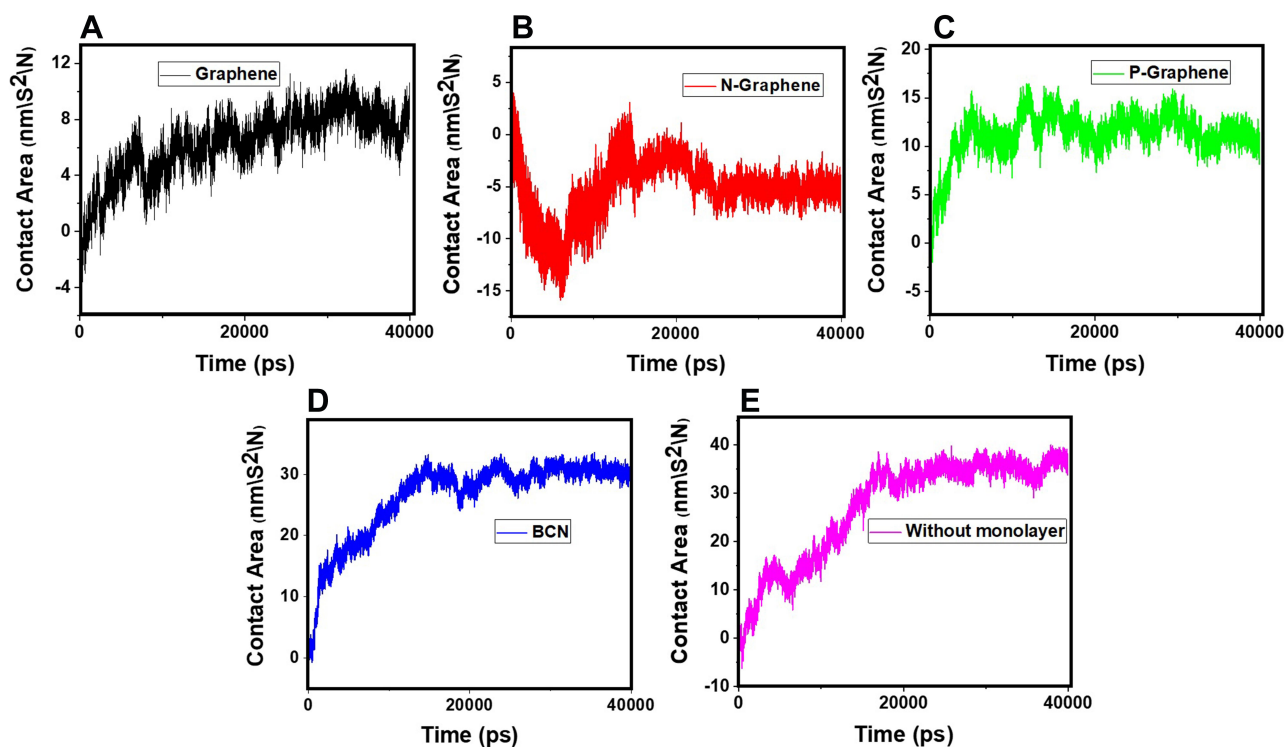 A
Contact Area (nm\S²\N)
12
8
4
0
-4
Graphene
0
20000
40000
Time (ps)
B
Contact Area (nm\S²\N)
5
0
-5
-10
-15
N-Graphene
0
20000
40000
Time (ps)
C
Contact Area (nm\S²\N)
20
15
10
5
0
-5
P-Graphene
0
20000
40000
Time (ps)
D
Contact Area (nm\S²\N)
30
20
10
0
BCN
0
20000
40000
Time (ps)
E
Contact Area (nm\S²\N)
40
30
20
10
0
-10
Without monolayer
0
20000
40000
Time (ps)